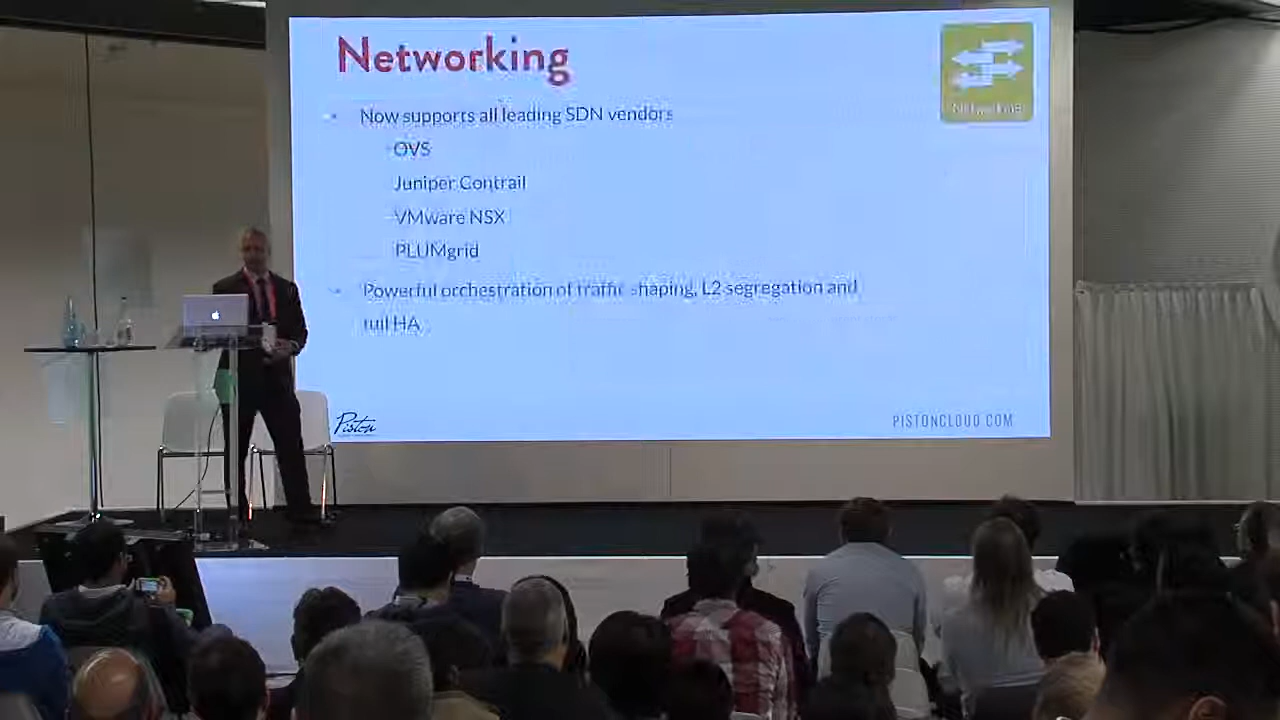 Networking
Networking
Now supports all leading SDN vendors
OVS
Juniper Contrail
VMware NSX
PLUMgrid
Powerful orchestration of traffic shaping, L2 segregation and
full HA
Piston
PISTONCLOUD.COM